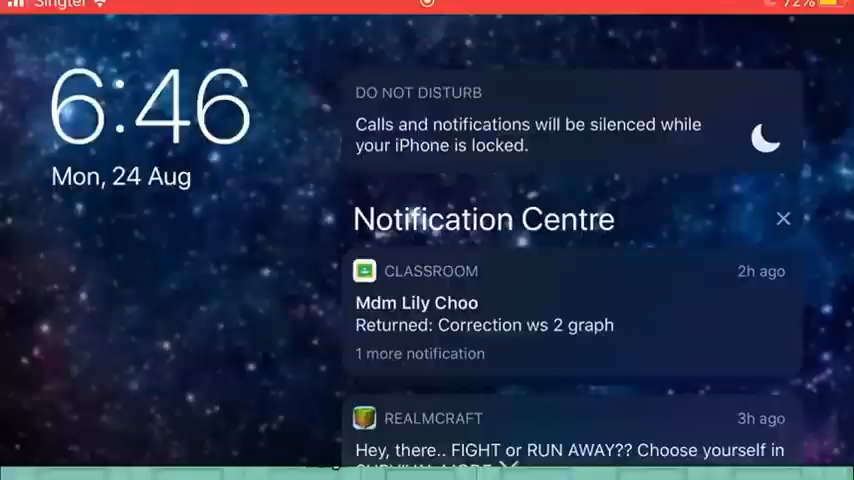 Singtel
72%
6:46
Mon, 24 Aug
DO NOT DISTURB
Calls and notifications will be silenced while
your iPhone is locked.
Notification Centre
CLASSROOM 2h ago
Mdm Lily Choo
Returned: Correction ws 2 graph
1 more notification
REALMCRAFT 3h ago
Hey, there.. FIGHT or RUN AWAY?? Choose yourself in
SURVIVAL MODE